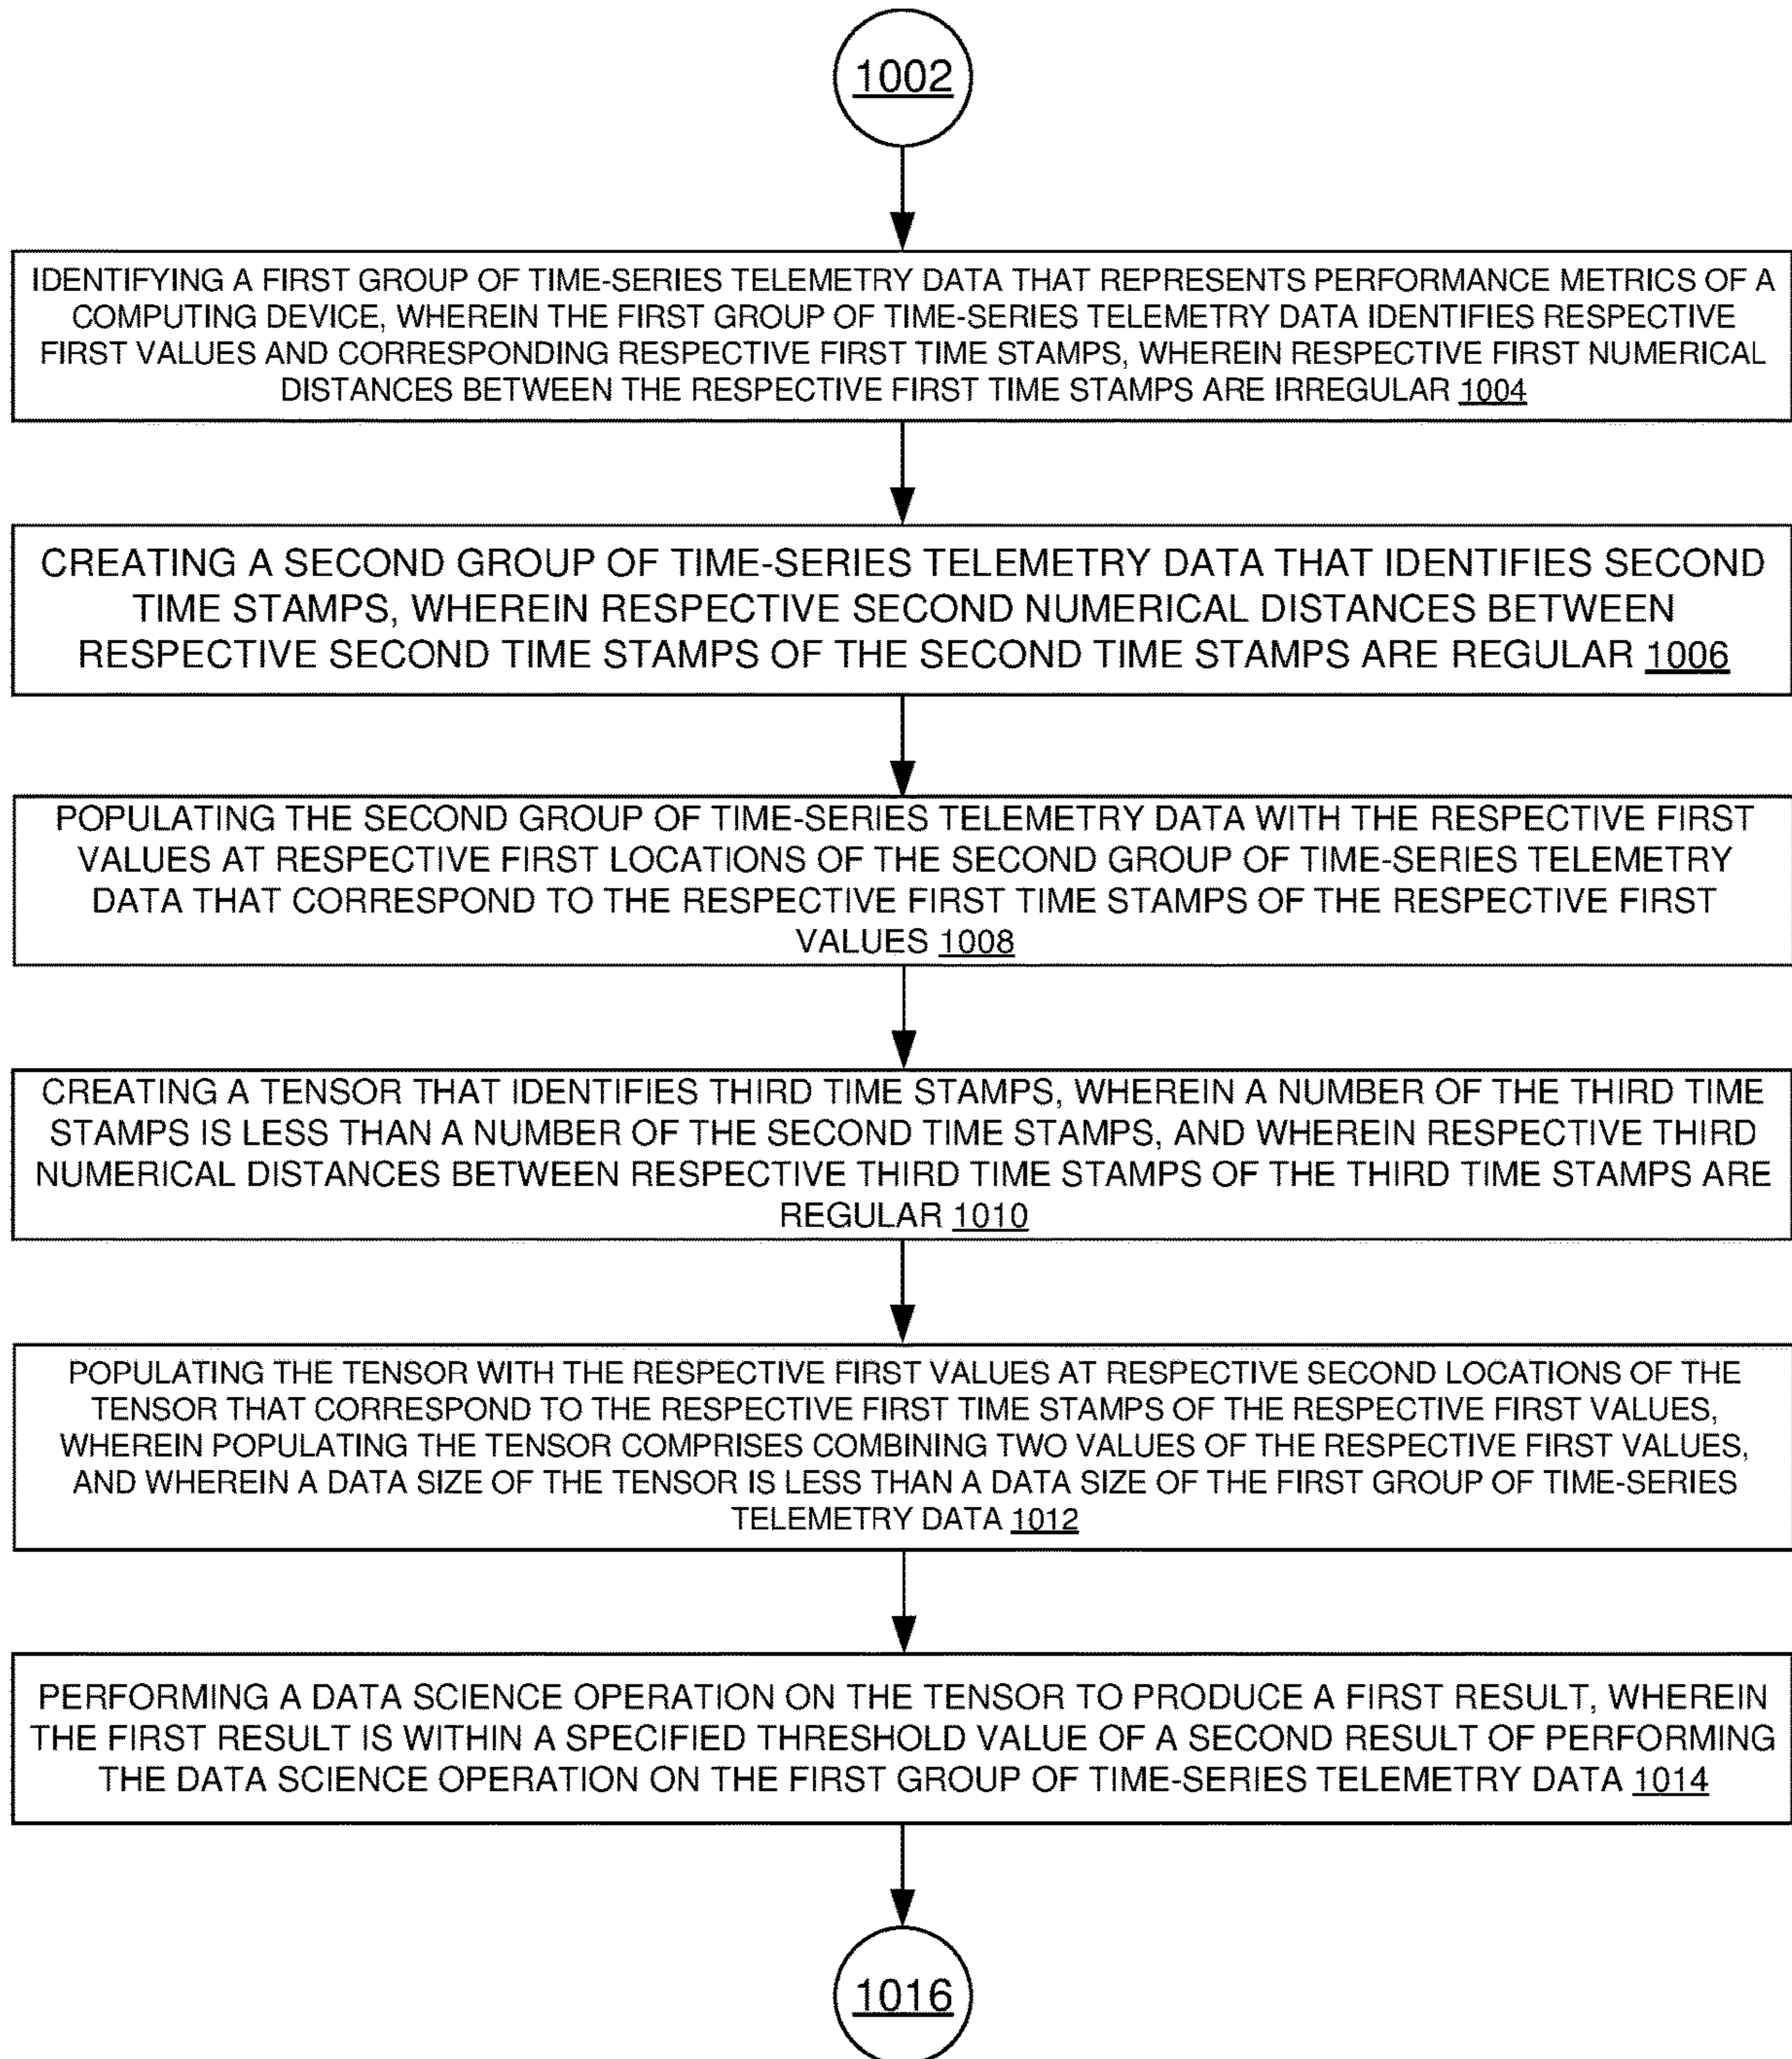 1002
IDENTIFYING A FIRST GROUP OF TIME-SERIES TELEMETRY DATA THAT REPRESENTS PERFORMANCE METRICS OF A
COMPUTING DEVICE, WHEREIN THE FIRST GROUP OF TIME-SERIES TELEMETRY DATA IDENTIFIES RESPECTIVE
FIRST VALUES AND CORRESPONDING RESPECTIVE FIRST TIME STAMPS, WHEREIN RESPECTIVE FIRST NUMERICAL
DISTANCES BETWEEN THE RESPECTIVE FIRST TIME STAMPS ARE IRREGULAR 1004
CREATING A SECOND GROUP OF TIME-SERIES TELEMETRY DATA THAT IDENTIFIES SECOND
TIME STAMPS, WHEREIN RESPECTIVE SECOND NUMERICAL DISTANCES BETWEEN
RESPECTIVE SECOND TIME STAMPS OF THE SECOND TIME STAMPS ARE REGULAR 1006
POPULATING THE SECOND GROUP OF TIME-SERIES TELEMETRY DATA WITH THE RESPECTIVE FIRST
VALUES AT RESPECTIVE FIRST LOCATIONS OF THE SECOND GROUP OF TIME-SERIES TELEMETRY
DATA THAT CORRESPOND TO THE RESPECTIVE FIRST TIME STAMPS OF THE RESPECTIVE FIRST
VALUES 1008
CREATING A TENSOR THAT IDENTIFIES THIRD TIME STAMPS, WHEREIN A NUMBER OF THE THIRD TIME
STAMPS IS LESS THAN A NUMBER OF THE SECOND TIME STAMPS, AND WHEREIN RESPECTIVE THIRD
NUMERICAL DISTANCES BETWEEN RESPECTIVE THIRD TIME STAMPS OF THE THIRD TIME STAMPS ARE
REGULAR 1010
POPULATING THE TENSOR WITH THE RESPECTIVE FIRST VALUES AT RESPECTIVE SECOND LOCATIONS OF THE
TENSOR THAT CORRESPOND TO THE RESPECTIVE FIRST TIME STAMPS OF THE RESPECTIVE FIRST VALUES,
WHEREIN POPULATING THE TENSOR COMPRISES COMBINING TWO VALUES OF THE RESPECTIVE FIRST VALUES,
AND WHEREIN A DATA SIZE OF THE TENSOR IS LESS THAN A DATA SIZE OF THE FIRST GROUP OF TIME-SERIES
TELEMETRY DATA 1012
PERFORMING A DATA SCIENCE OPERATION ON THE TENSOR TO PRODUCE A FIRST RESULT, WHEREIN
THE FIRST RESULT IS WITHIN A SPECIFIED THRESHOLD VALUE OF A SECOND RESULT OF PERFORMING
THE DATA SCIENCE OPERATION ON THE FIRST GROUP OF TIME-SERIES TELEMETRY DATA 1014
1016